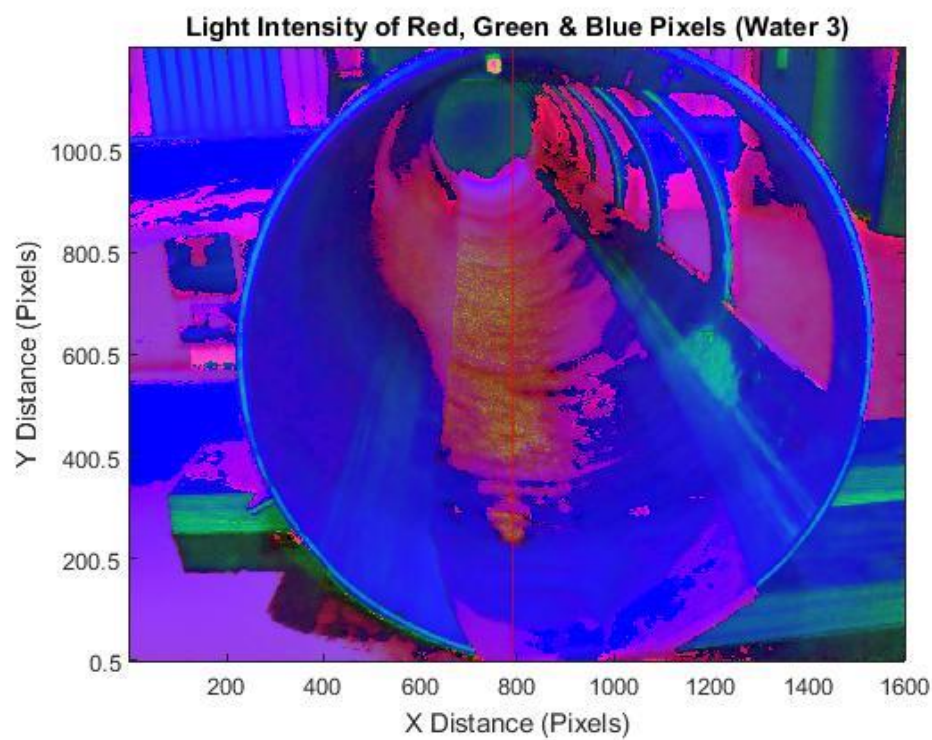 Light Intensity of Red, Green & Blue Pixels (Water 3)
Y Distance (Pixels)
1000.5
800.5
600.5
400.5
200.5
0.5
200 400 600 800 1000 1200 1400 1600
X Distance (Pixels)